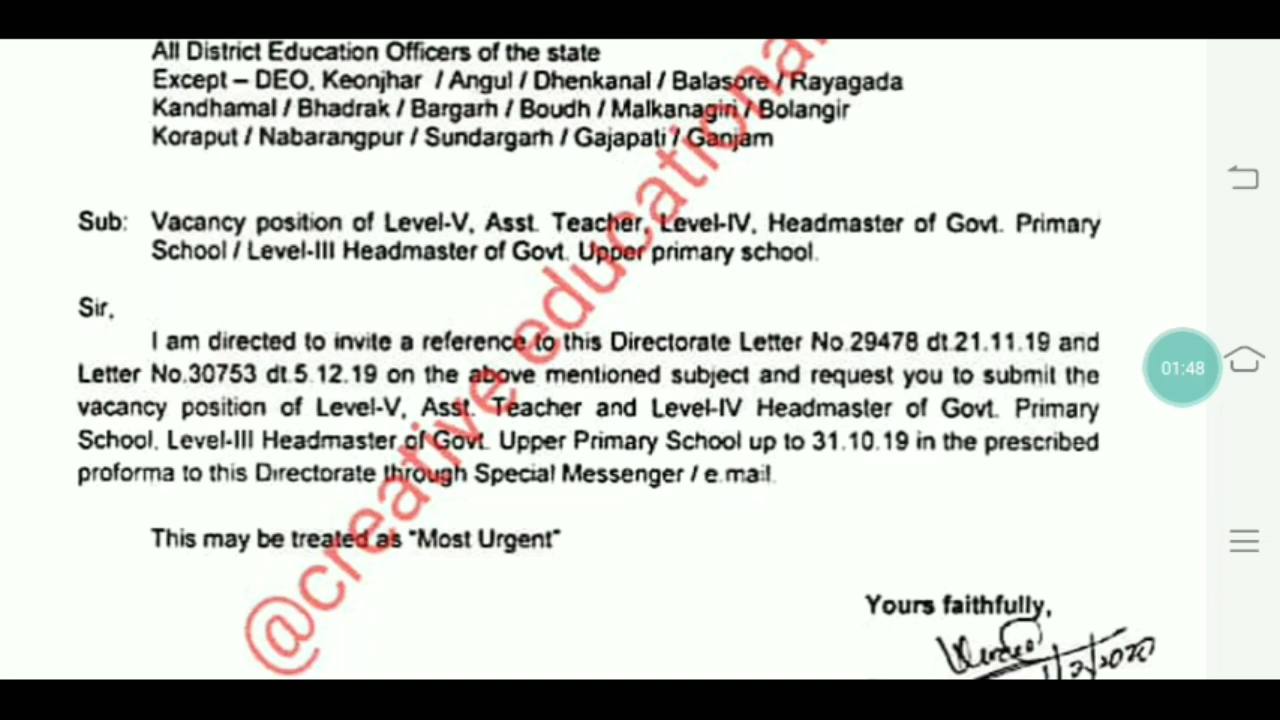 All District Education Officers of the state
Except – DEO, Keonjhar / Angul / Dhenkanal / Balasore / Rayagada
Kandhamal / Bhadrak / Bargarh / Boudh / Malkanagiri / Bolangir
Koraput / Nabarangpur / Sundargarh / Gajapati / Ganjam
Sub: Vacancy position of Level-V, Asst. Teacher, Level-IV, Headmaster of Govt. Primary
School / Level-III Headmaster of Govt. Upper primary school.
Sir,
I am directed to invite a reference to this Directorate Letter No.29478 dt.21.11.19 and
Letter No.30753 dt.5.12.19 on the above mentioned subject and request you to submit the
vacancy position of Level-V, Asst. Teacher and Level-IV Headmaster of Govt. Primary
School, Level-III Headmaster of Govt. Upper Primary School up to 31.10.19 in the prescribed
proforma to this Directorate through Special Messenger / e.mail.
This may be treated as "Most Urgent"
Yours faithfully,
@creative educational
01:48